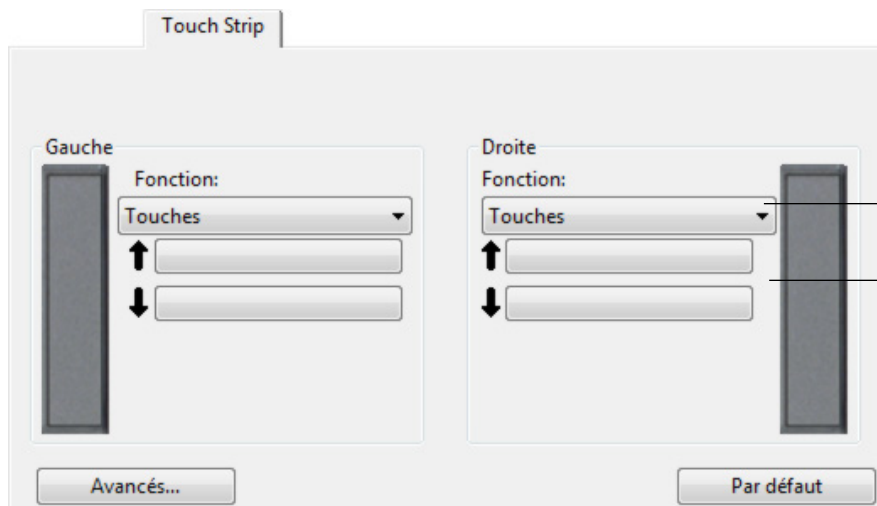 Touch Strip
Gauche
Fonction:
Touches
Droite
Fonction:
Touches
Avancés...
Par défaut